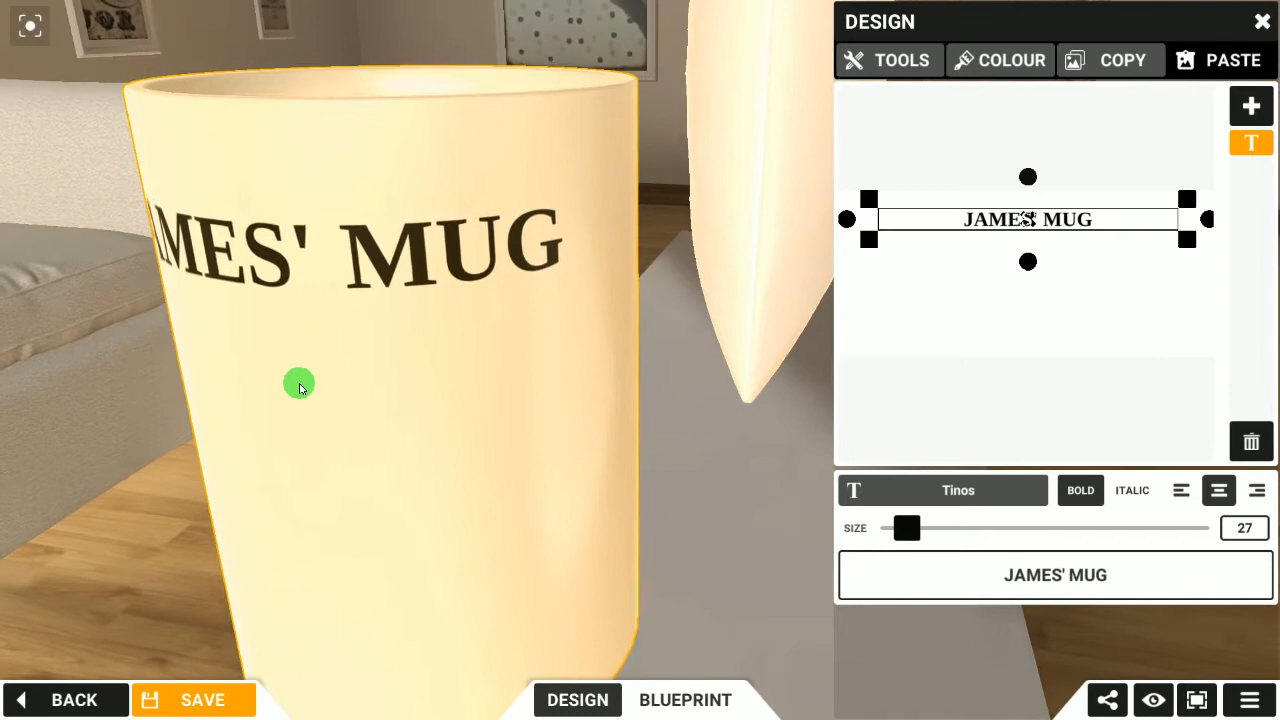 DESIGN
TOOLS
COLOUR
COPY
PASTE
T
JAMES' MUG
AMES' MUG
T
Tinos
BOLD
ITALIC
SIZE
27
JAMES' MUG
BACK
SAVE
DESIGN
BLUEPRINT